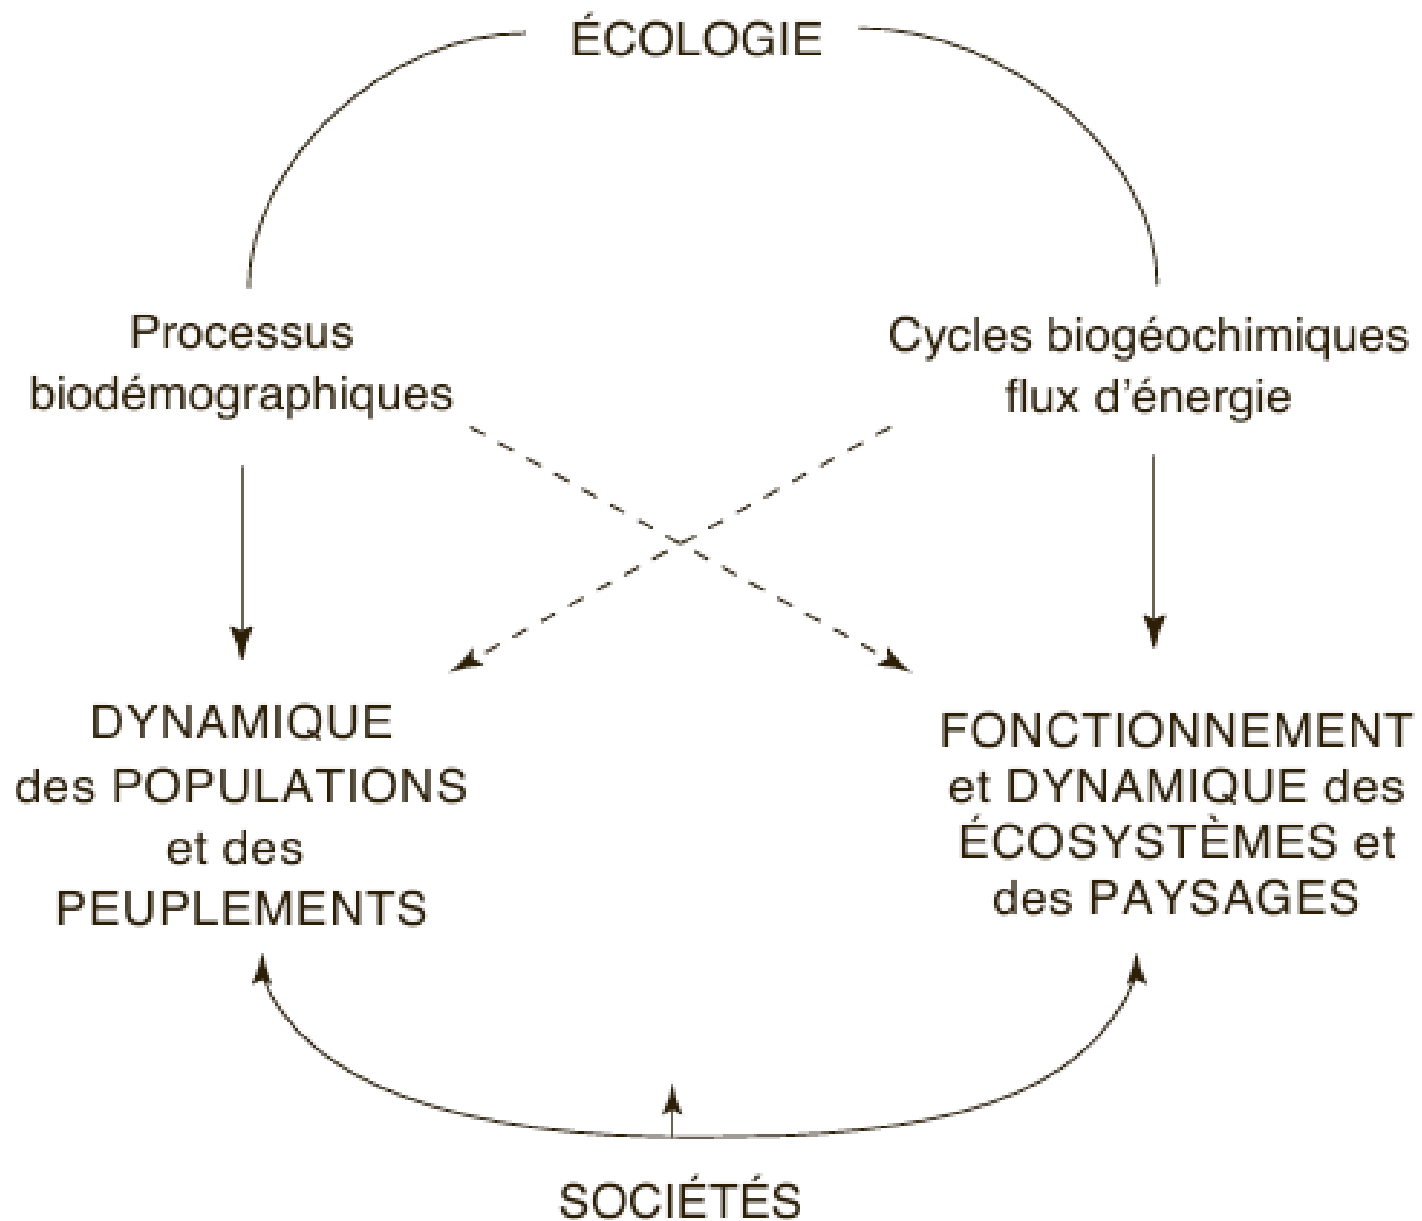 ÉCOLOGIE
Processus
biodémographiques
Cycles biogéochimiques
flux d'énergie
DYNAMIQUE
des POPULATIONS
et des
PEUPLEMENTS
FONCTIONNEMENT
et DYNAMIQUE des
ÉCOSYSTÈMES et
des PAYSAGES
SOCIÉTÉS